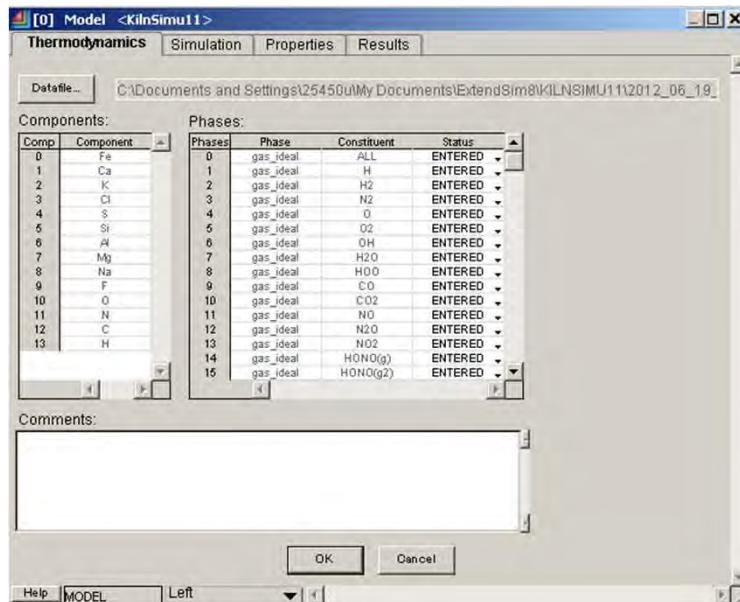 [0] Model <KilnSimu11>
Thermodynamics Simulation Properties Results
Datafile... C:\Documents and Settings\25450u\My Documents\ExtendSim8\KILNSIMU11\2012_06_19_
Components: Phases:
Comp Component Phases Phase Constituent Status
0 Fe 0 gas_ideal ALL ENTERED
1 Ca 1 gas_ideal H ENTERED
2 K 2 gas_ideal H2 ENTERED
3 Cl 3 gas_ideal N2 ENTERED
4 S 4 gas_ideal O ENTERED
5 Si 5 gas_ideal O2 ENTERED
6 Al 6 gas_ideal OH ENTERED
7 Mg 7 gas_ideal H2O ENTERED
8 Na 8 gas_ideal HOO ENTERED
9 F 9 gas_ideal CO ENTERED
10 O 10 gas_ideal CO2 ENTERED
11 N 11 gas_ideal NO ENTERED
12 C 12 gas_ideal N2O ENTERED
13 H 13 gas_ideal NO2 ENTERED
14 gas_ideal HONO(g) ENTERED
15 gas_ideal HONO(g2) ENTERED
Comments:
OK Cancel
Help MODEL Left